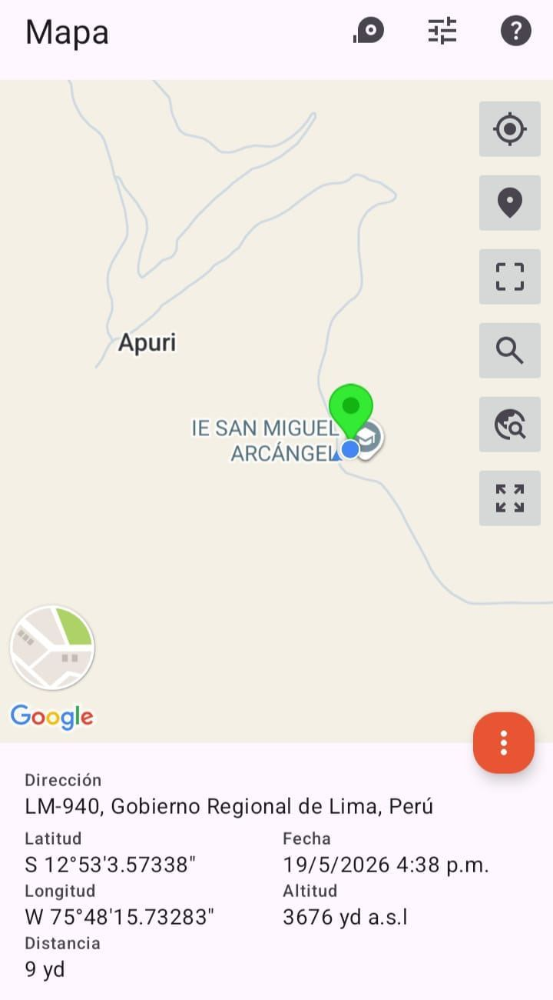 Mapa
Apuri
IE SAN MIGUEL
ARCÁNGEL
Google
Dirección
LM-940, Gobierno Regional de Lima, Perú
Latitud
Fecha
S 12°53'3.57338"
19/5/2026 4:38 p.m.
Longitud
Altitud
W 75°48'15.73283"
3676 yd a.s.l
Distancia
9 yd